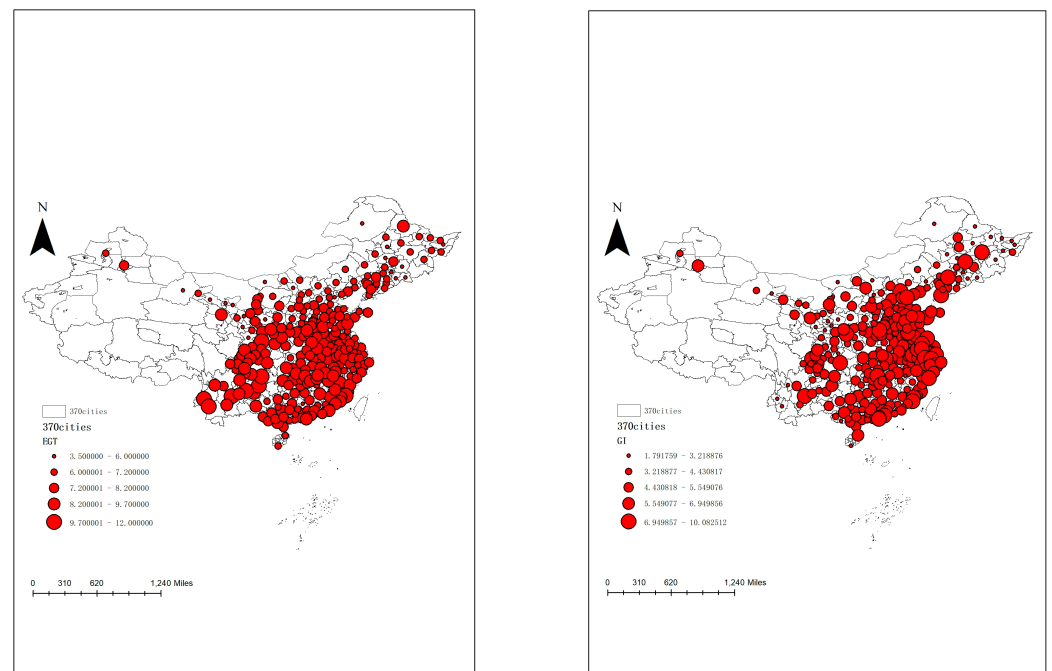 N
370cities
370cities
EGT
3.500000 - 6.000000
6.000001 - 7.200000
7.200001 - 8.200000
8.200001 - 9.700000
9.700001 - 12.000000
0 310 620 1,240 Miles
N
370cities
370cities
GI
1.791759 - 3.218876
3.218877 - 4.430817
4.430818 - 5.549076
5.549077 - 6.949856
6.949857 - 10.082512
0 310 620 1,240 Miles